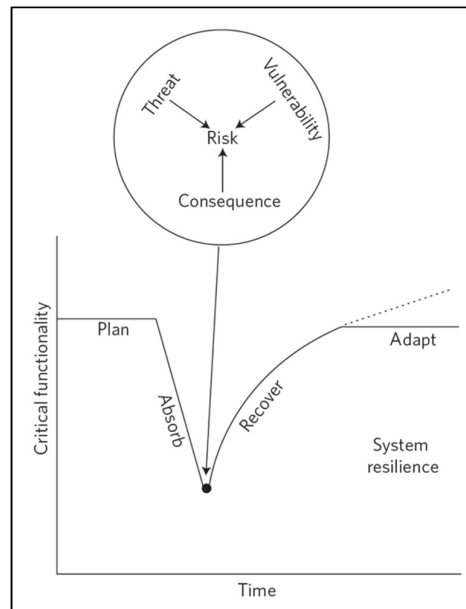 Threat
Vulnerability
Risk
Consequence
Critical functionality
Plan
Absorb
Recover
Adapt
System
resilience
Time